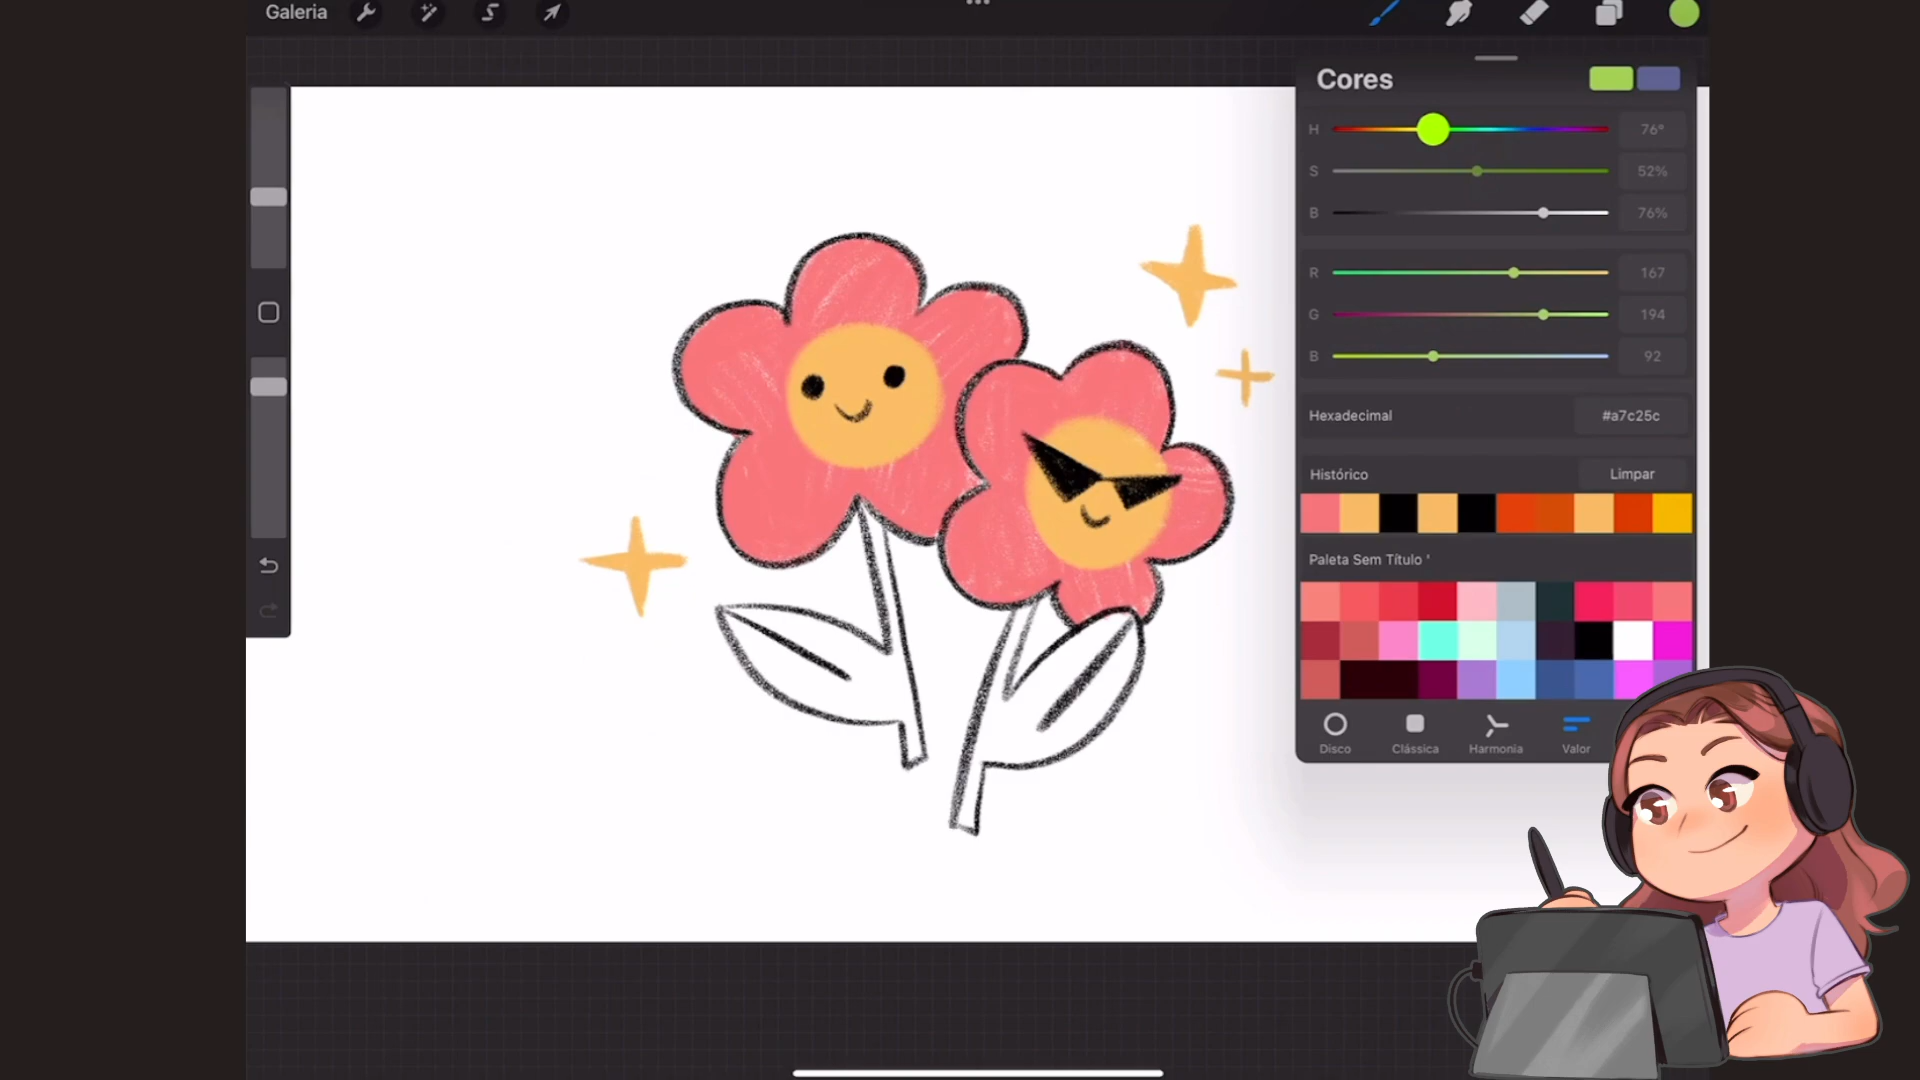 Galeria
Cores
H 76°
S 52%
B 76%
R 167
G 194
B 92
Hexadecimal #a7c25c
Histórico Limpar
Paleta Sem Título '
Disco Clássica Harmonia Valor